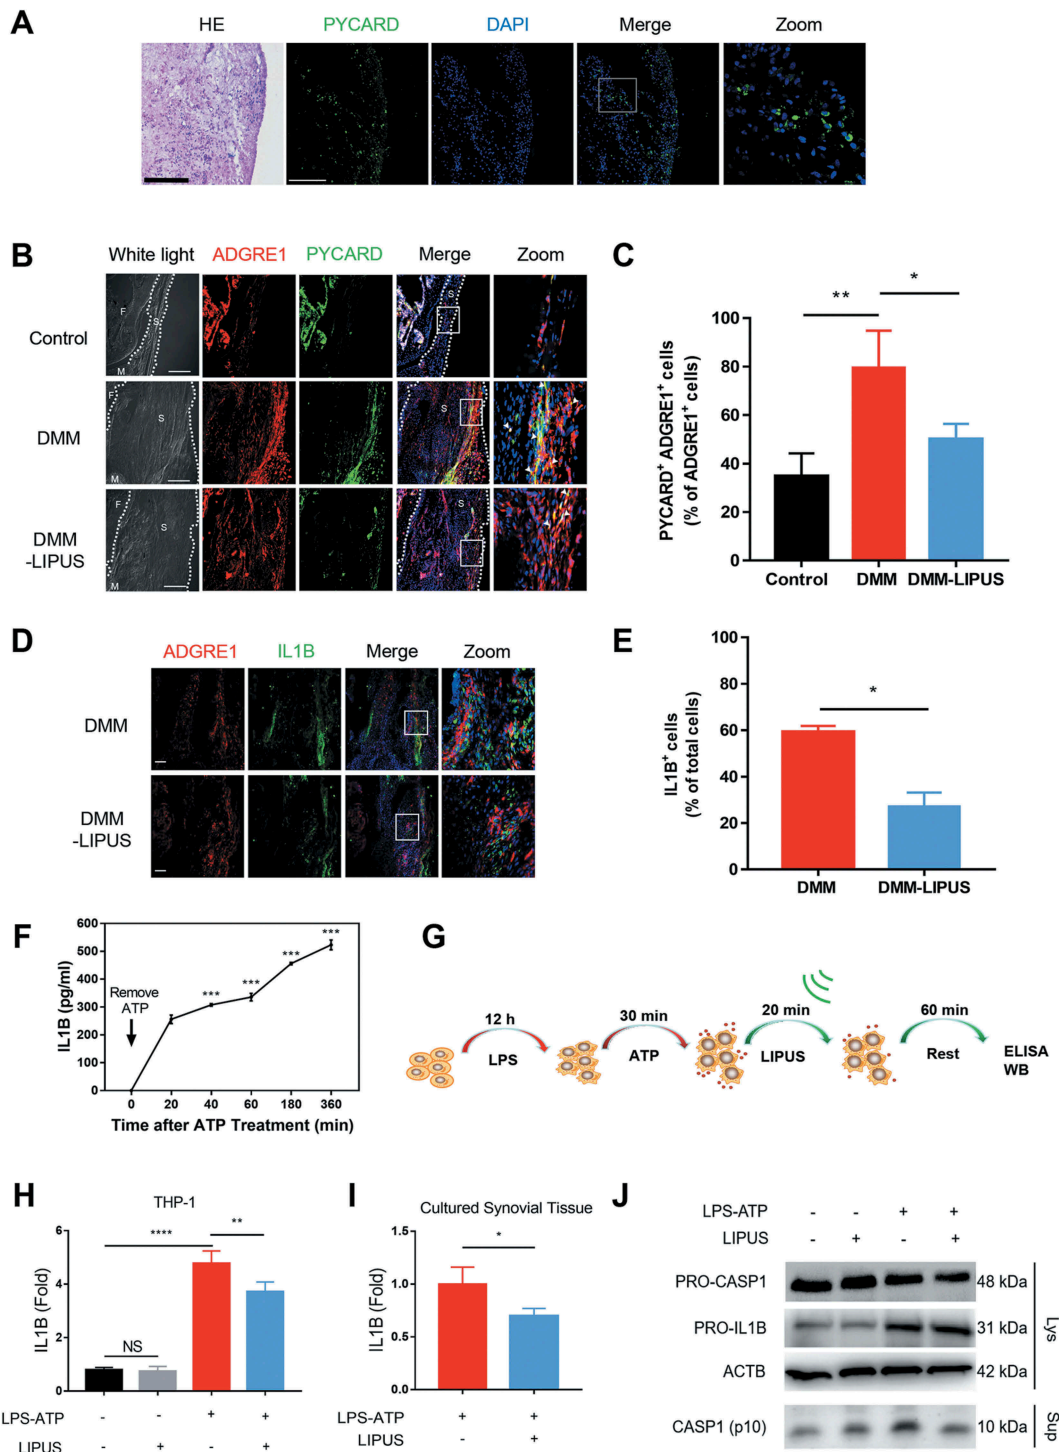 A
HE PYCARD DAPI Merge Zoom
B
White light ADGRE1 PYCARD Merge Zoom
Control
F S M S
DMM
F S M S
DMM
-LIPUS
F S M S
C
** *
PYCARD+ ADGRE1+ cells
(% of ADGRE1+ cells)
100
80
60
40
20
0
Control DMM DMM-LIPUS
D
ADGRE1 IL1B Merge Zoom
DMM
DMM
-LIPUS
E
*
IL1B+ cells
(% of total cells)
100
80
60
40
20
0
DMM DMM-LIPUS
F
IL1B (pg/ml)
600
500
400
300
200
100
0
Remove
ATP
*** *** *** ***
0 20 40 60 180 360
Time after ATP Treatment (min)
G
12 h 30 min 20 min 60 min
LPS ATP LIPUS Rest
ELISA
WB
H
THP-1
**** **
NS
IL1B (Fold)
6
4
2
0
LPS-ATP - - + +
LIPUS - + - +
I
Cultured Synovial Tissue
*
IL1B (Fold)
1.5
1.0
0.5
0.0
LPS-ATP + +
LIPUS - +
J
LPS-ATP - - + +
LIPUS - + - +
PRO-CASP1 48 kDa
PRO-IL1B 31 kDa
ACTB 42 kDa
Lys
CASP1 (p10) 10 kDa
Sup